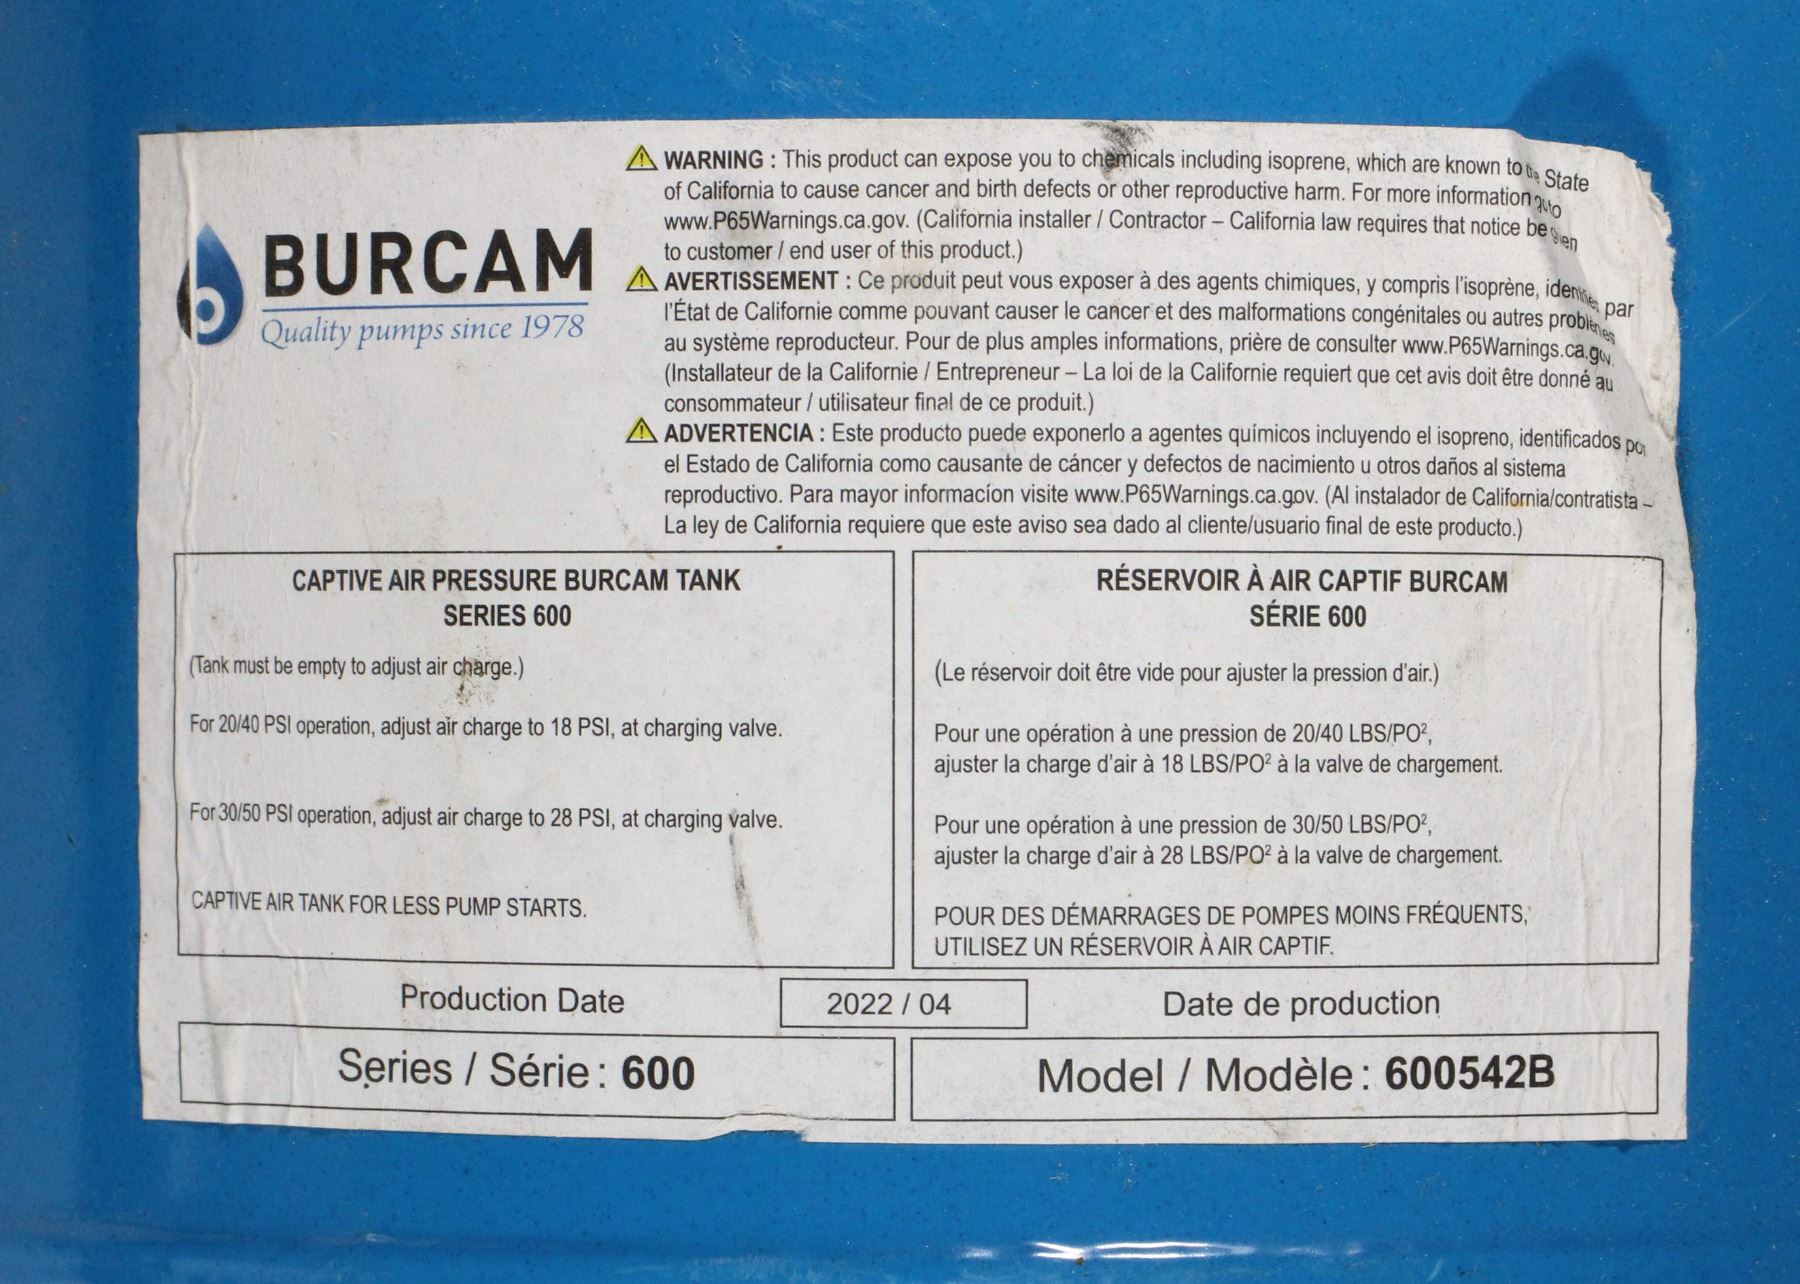 BURCAM
Quality pumps since 1978
WARNING : This product can expose you to chemicals including isoprene, which are known to the State
of California to cause cancer and birth defects or other reproductive harm. For more information go to
www.P65Warnings.ca.gov. (California installer / Contractor – California law requires that notice be given
to customer / end user of this product.)
AVERTISSEMENT : Ce produit peut vous exposer à des agents chimiques, y compris l'isoprène, identifiés par
l'État de Californie comme pouvant causer le cancer et des malformations congénitales ou autres problèmes
au système reproducteur. Pour de plus amples informations, prière de consulter www.P65Warnings.ca.gov.
(Installateur de la Californie / Entrepreneur – La loi de la Californie requiert que cet avis doit être donné au
consommateur / utilisateur final de ce produit.)
ADVERTENCIA : Este producto puede exponerlo a agentes químicos incluyendo el isopreno, identificados por
el Estado de California como causante de cáncer y defectos de nacimiento u otros daños al sistema
reproductivo. Para mayor informacíon visite www.P65Warnings.ca.gov. (Al instalador de California/contratista –
La ley de California requiere que este aviso sea dado al cliente/usuario final de este producto.)
CAPTIVE AIR PRESSURE BURCAM TANK
SERIES 600
(Tank must be empty to adjust air charge.)
For 20/40 PSI operation, adjust air charge to 18 PSI, at charging valve.
For 30/50 PSI operation, adjust air charge to 28 PSI, at charging valve.
CAPTIVE AIR TANK FOR LESS PUMP STARTS.
RÉSERVOIR À AIR CAPTIF BURCAM
SÉRIE 600
(Le réservoir doit être vide pour ajuster la pression d'air.)
Pour une opération à une pression de 20/40 LBS/PO²,
ajuster la charge d'air à 18 LBS/PO² à la valve de chargement.
Pour une opération à une pression de 30/50 LBS/PO²,
ajuster la charge d'air à 28 LBS/PO² à la valve de chargement.
POUR DES DÉMARRAGES DE POMPES MOINS FRÉQUENTS,
UTILISEZ UN RÉSERVOIR À AIR CAPTIF.
Production Date 2022 / 04 Date de production
Series / Série : 600
Model / Modèle : 600542B